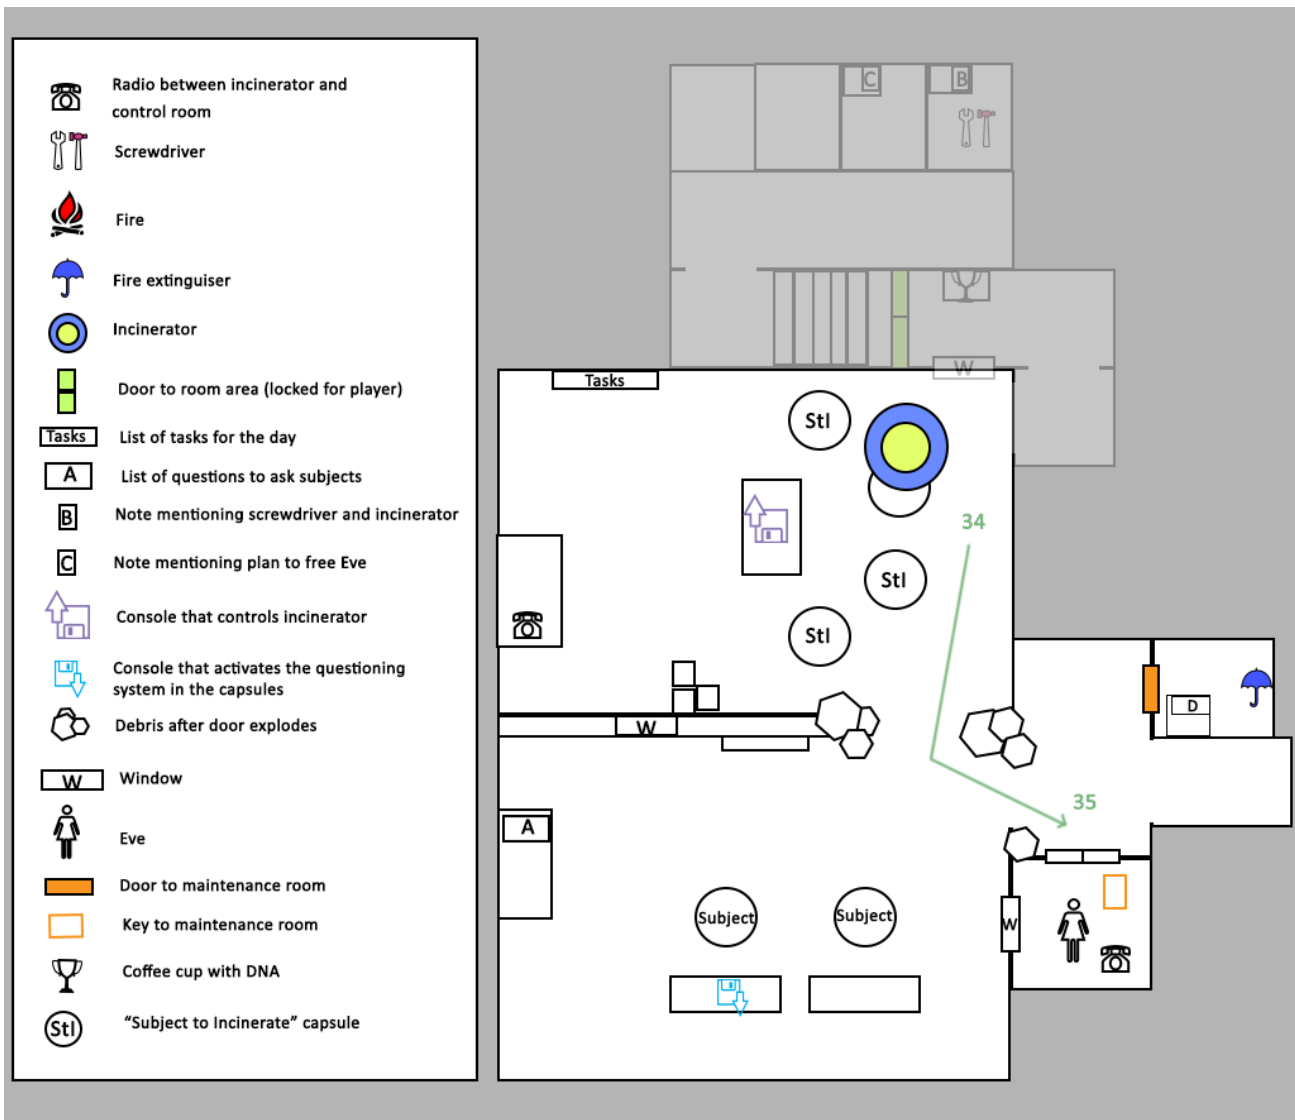 Radio between incinerator and
control room
Screwdriver
Fire
Fire extinguiser
Incinerator
Door to room area (locked for player)
Tasks
List of tasks for the day
A
List of questions to ask subjects
B
Note mentioning screwdriver and incinerator
C
Note mentioning plan to free Eve
Console that controls incinerator
Console that activates the questioning
system in the capsules
Debris after door explodes
W
Window
Eve
Door to maintenance room
Key to maintenance room
Coffee cup with DNA
StI
“Subject to Incinerate” capsule
C
B
W
Tasks
StI
34
StI
StI
D
W
35
A
Subject
Subject
W